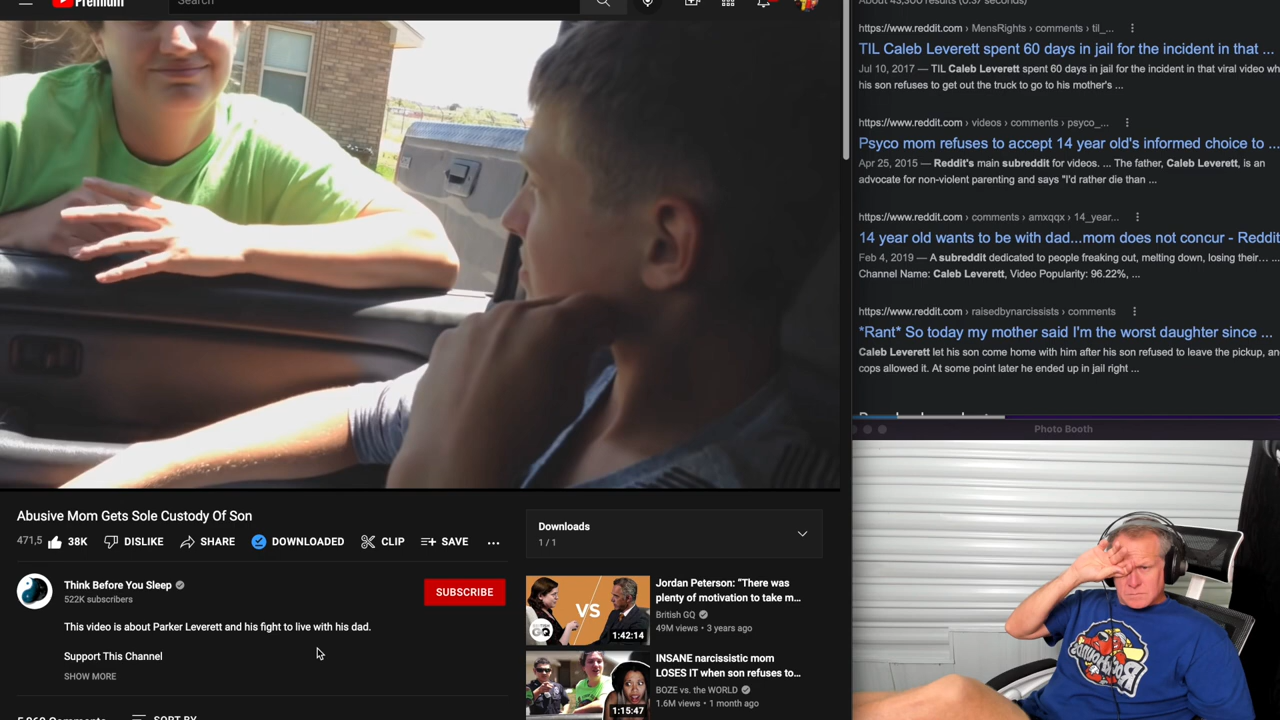 Premium
Search
About 43,300 results (0.37 seconds)
https://www.reddit.com › MensRights › comments › til_...
TIL Caleb Leverett spent 60 days in jail for the incident in that ...
Jul 10, 2017 — TIL Caleb Leverett spent 60 days in jail for the incident in that viral video wh
his son refuses to get out the truck to go to his mother's ...
https://www.reddit.com › videos › comments › psyco_...
Psyco mom refuses to accept 14 year old's informed choice to ...
Apr 25, 2015 — Reddit's main subreddit for videos. ... The father, Caleb Leverett, is an
advocate for non-violent parenting and says "I'd rather die than ...
https://www.reddit.com › comments › amxqqx › 14_year...
14 year old wants to be with dad...mom does not concur - Reddit
Feb 4, 2019 — A subreddit dedicated to people freaking out, melting down, losing their… ...
Channel Name: Caleb Leverett, Video Popularity: 96.22%, ...
https://www.reddit.com › raisedbynarcissists › comments
*Rant* So today my mother said I'm the worst daughter since ...
Caleb Leverett let his son come home with him after his son refused to leave the pickup, an
cops allowed it. At some point later he ended up in jail right ...
Photo Booth
Abusive Mom Gets Sole Custody Of Son
471,5
38K
DISLIKE
SHARE
DOWNLOADED
CLIP
SAVE
...
Think Before You Sleep
522K subscribers
SUBSCRIBE
This video is about Parker Leverett and his fight to live with his dad.
Support This Channel
SHOW MORE
Comments
SORT BY
Downloads
1 / 1
VS
British GQ
1:42:14
Jordan Peterson: “There was
plenty of motivation to take m...
British GQ
49M views • 3 years ago
1:15:47
INSANE narcissistic mom
LOSES IT when son refuses to...
BOZE vs. the WORLD
1.6M views • 1 month ago